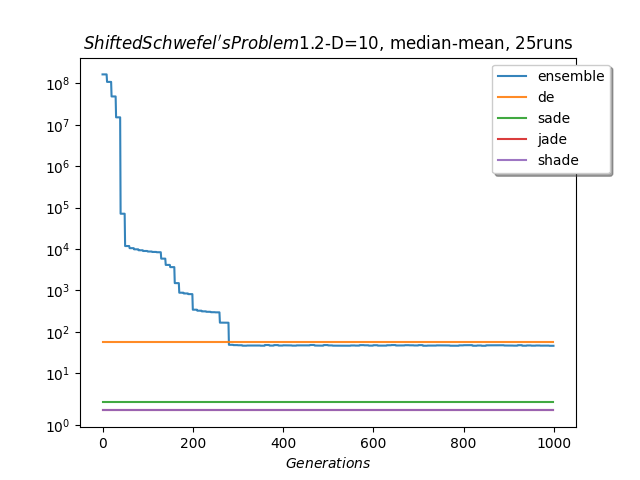 ShiftedSchwefel'sProblem1.2-D=10, median-mean, 25runs
ensemble
de
sade
jade
shade
10^8
10^7
10^6
10^5
10^4
10^3
10^2
10^1
10^0
0 200 400 600 800 1000
Generations